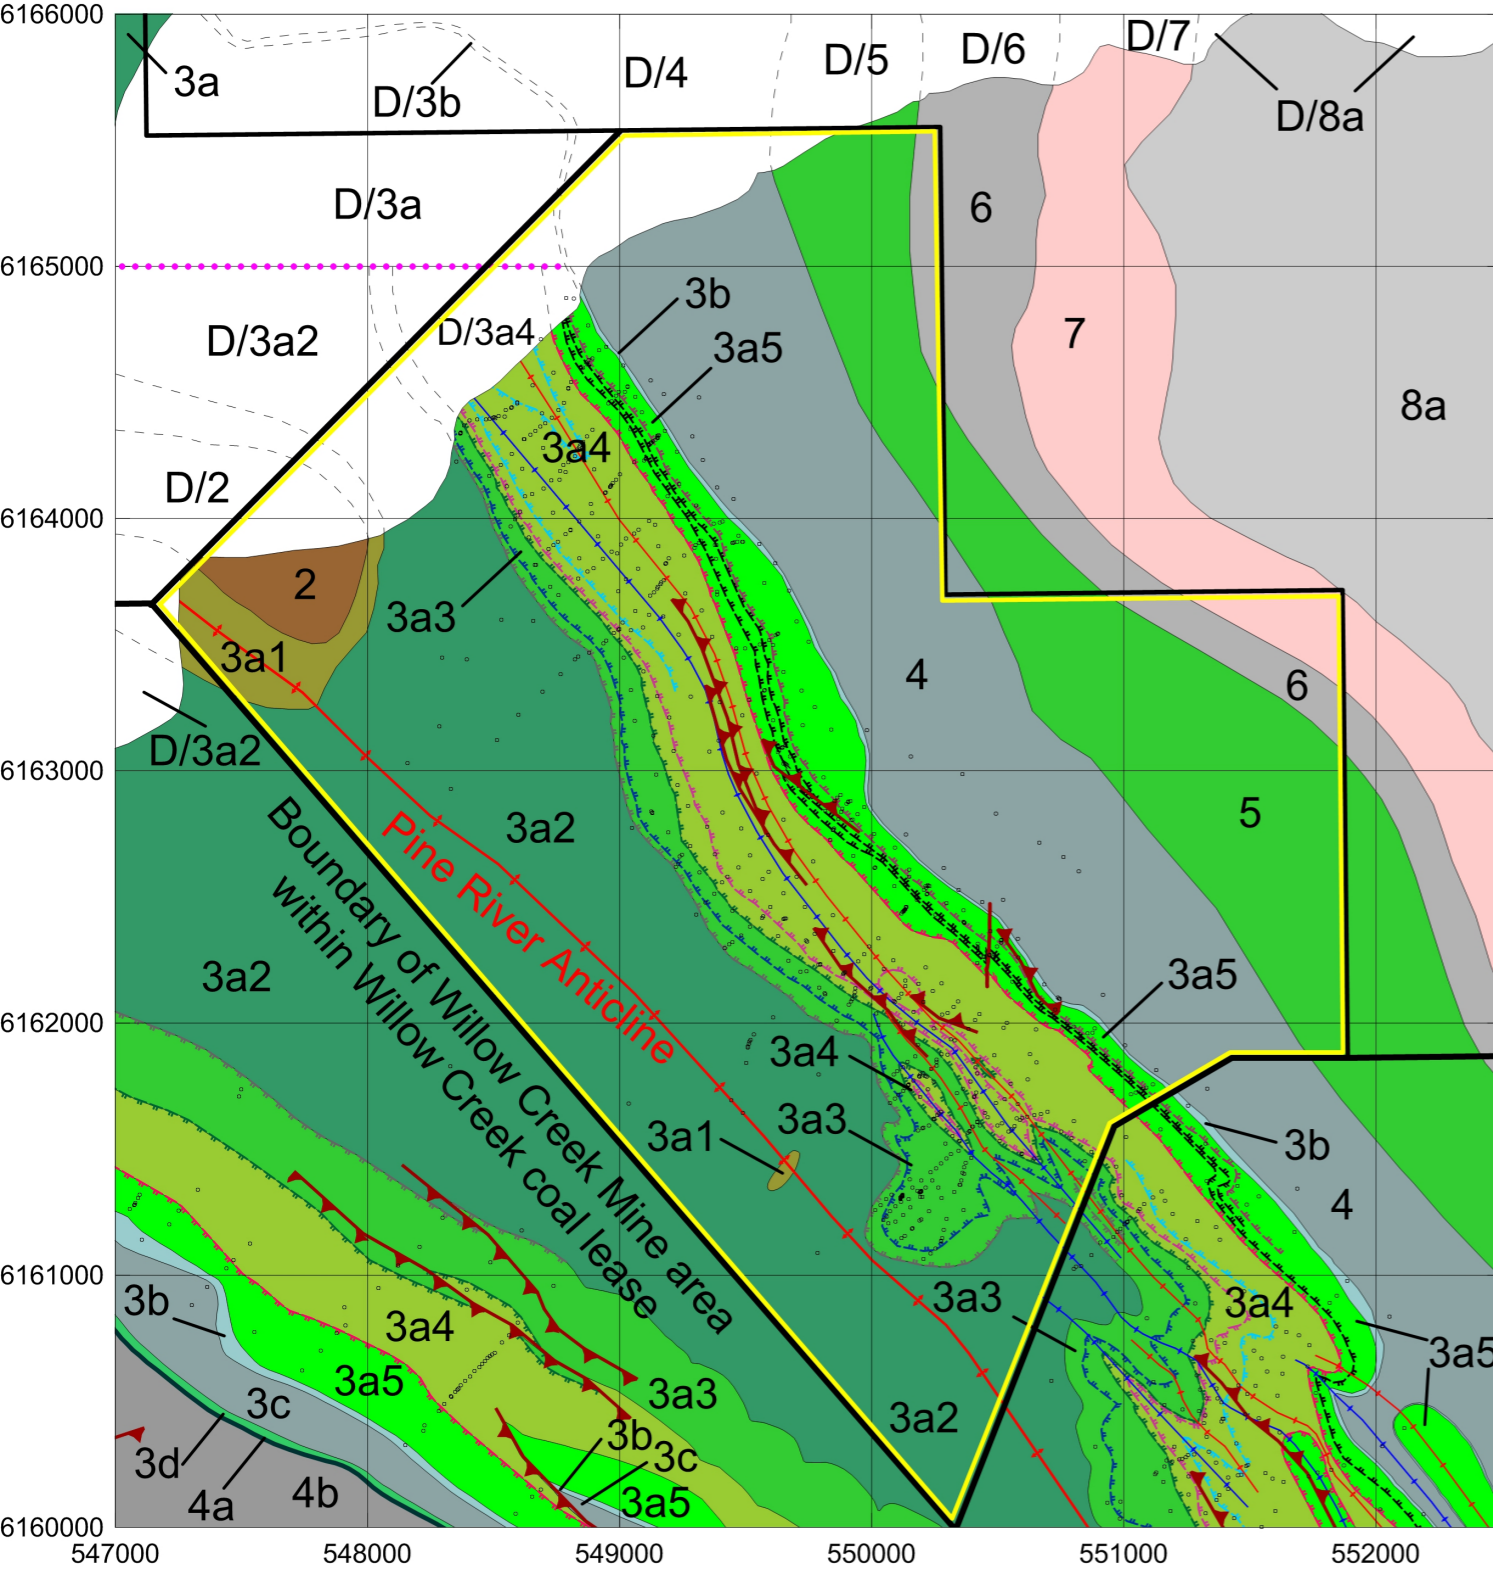 6166000
D/5
D/6
D/7
3a
D/4
D/3b
D/8a
D/3a
6
6165000
3b
D/3a2
D/3a4
3a5
7
8a
3a4
D/2
6164000
2
3a3
3a1
4
6
D/3a2
6163000
3a2
5
Pine River Anticline
Boundary of Willow Creek Mine area
within Willow Creek coal lease
3a2
3a5
6162000
3a4
3a3
3a1
3b
4
6161000
3b
3a3
3a4
3a4
3a5
3a5
3a3
3c
3a2
3b
3c
3d
4a
4b
3a5
6160000
547000
548000
549000
550000
551000
552000